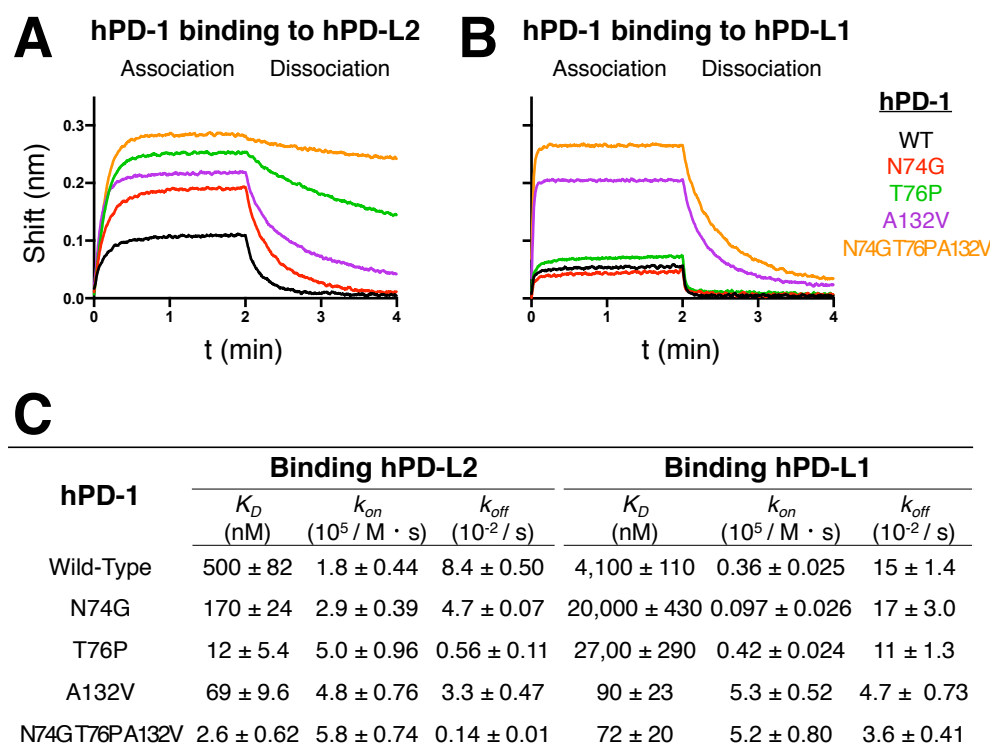 A hPD-1 binding to hPD-L2
Association Dissociation
Shift (nm)
0.3
0.2
0.1
0.0
0 1 2 3 4
t (min)
B hPD-1 binding to hPD-L1
Association Dissociation
0 1 2 3 4
t (min)
hPD-1
WT
N74G
T76P
A132V
N74GT76PA132V
C
Binding hPD-L2 Binding hPD-L1
hPD-1
K_D k_on k_off K_D k_on k_off
(nM) (10⁵ / M · s) (10⁻² / s) (nM) (10⁵ / M · s) (10⁻² / s)
Wild-Type 500 ± 82 1.8 ± 0.44 8.4 ± 0.50 4,100 ± 110 0.36 ± 0.025 15 ± 1.4
N74G 170 ± 24 2.9 ± 0.39 4.7 ± 0.07 20,000 ± 430 0.097 ± 0.026 17 ± 3.0
T76P 12 ± 5.4 5.0 ± 0.96 0.56 ± 0.11 27,00 ± 290 0.42 ± 0.024 11 ± 1.3
A132V 69 ± 9.6 4.8 ± 0.76 3.3 ± 0.47 90 ± 23 5.3 ± 0.52 4.7 ± 0.73
N74GT76PA132V 2.6 ± 0.62 5.8 ± 0.74 0.14 ± 0.01 72 ± 20 5.2 ± 0.80 3.6 ± 0.41